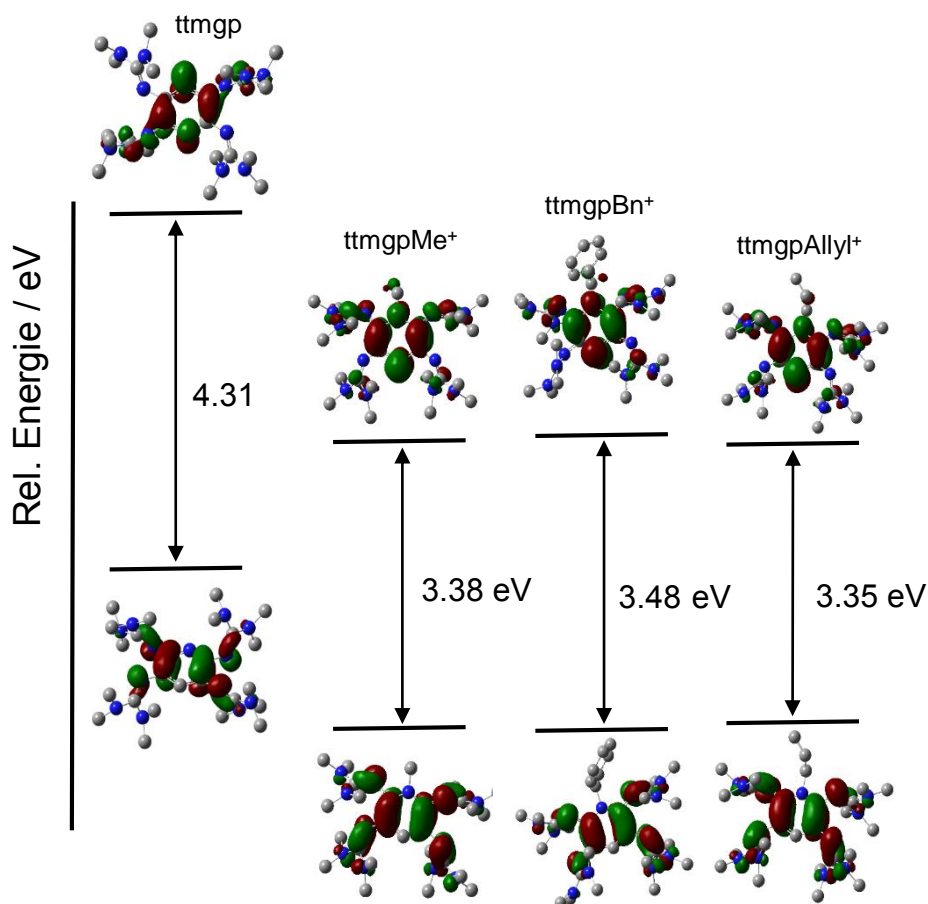 ttmgp
ttmgpMe⁺
ttmgpBn⁺
ttmgpAllyl⁺
Rel. Energie / eV
4.31
3.38 eV
3.48 eV
3.35 eV